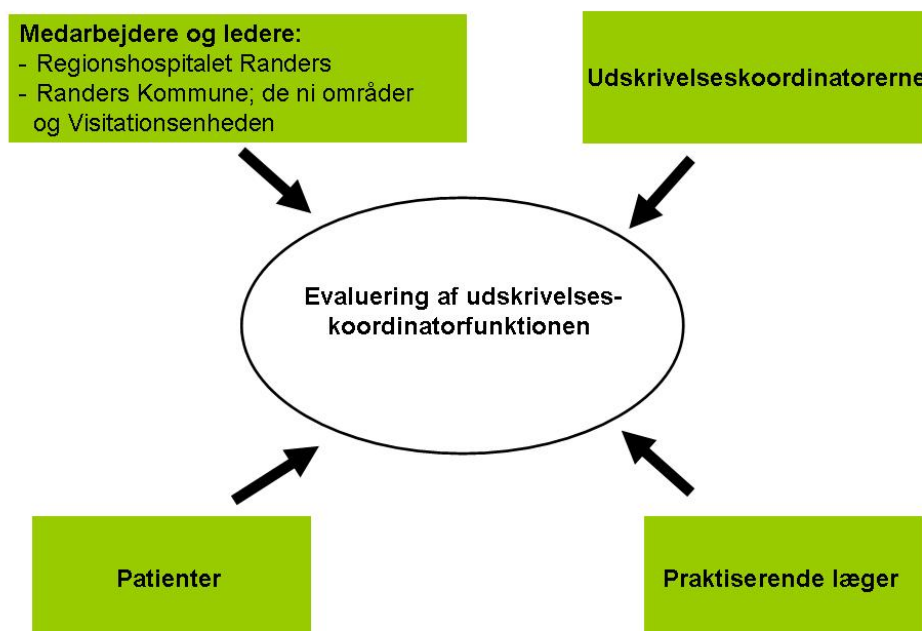 Medarbejdere og ledere:
- Regionshospitalet Randers
- Randers Kommune; de ni områder
og Visitationsenheden
Udskrivelseskoordinatorerne
Evaluering af udskrivelses-
koordinatorfunktionen
Patienter
Praktiserende læger